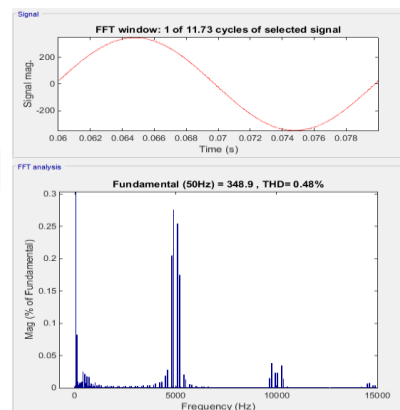 Signal
FFT window: 1 of 11.73 cycles of selected signal
200
0
-200
Signal mag.
0.06 0.062 0.064 0.066 0.068 0.07 0.072 0.074 0.076 0.078
Time (s)
FFT analysis
Fundamental (50Hz) = 348.9 , THD= 0.48%
0.3
0.25
0.2
0.15
0.1
0.05
0
Mag (% of Fundamental)
0 5000 10000 15000
Frequency (Hz)